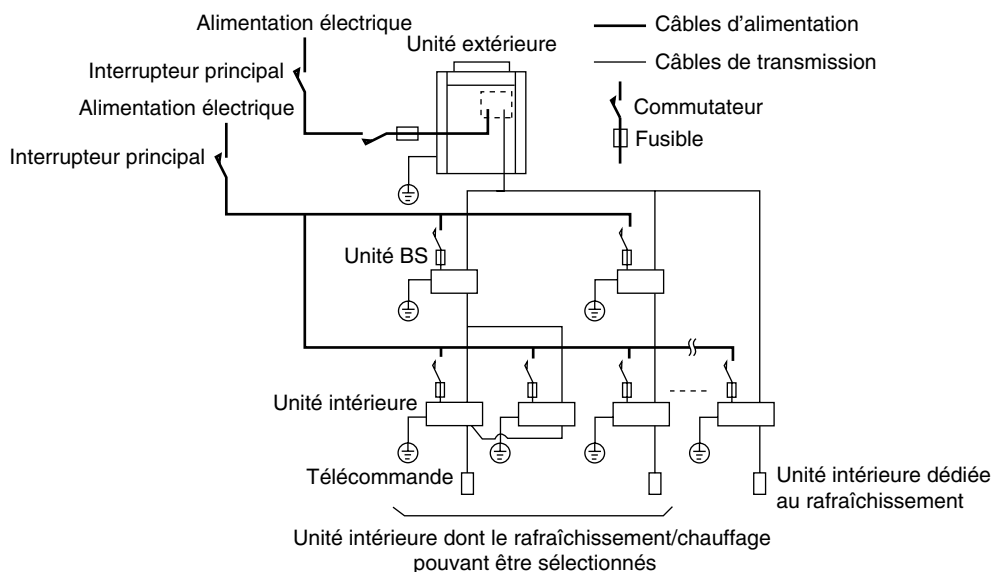 Alimentation électrique
Interrupteur principal
Alimentation électrique
Interrupteur principal
Unité extérieure
Câbles d'alimentation
Câbles de transmission
Commutateur
Fusible
Unité BS
Unité intérieure
Télécommande
Unité intérieure dédiée
au rafraîchissement
Unité intérieure dont le rafraîchissement/chauffage
pouvant être sélectionnés